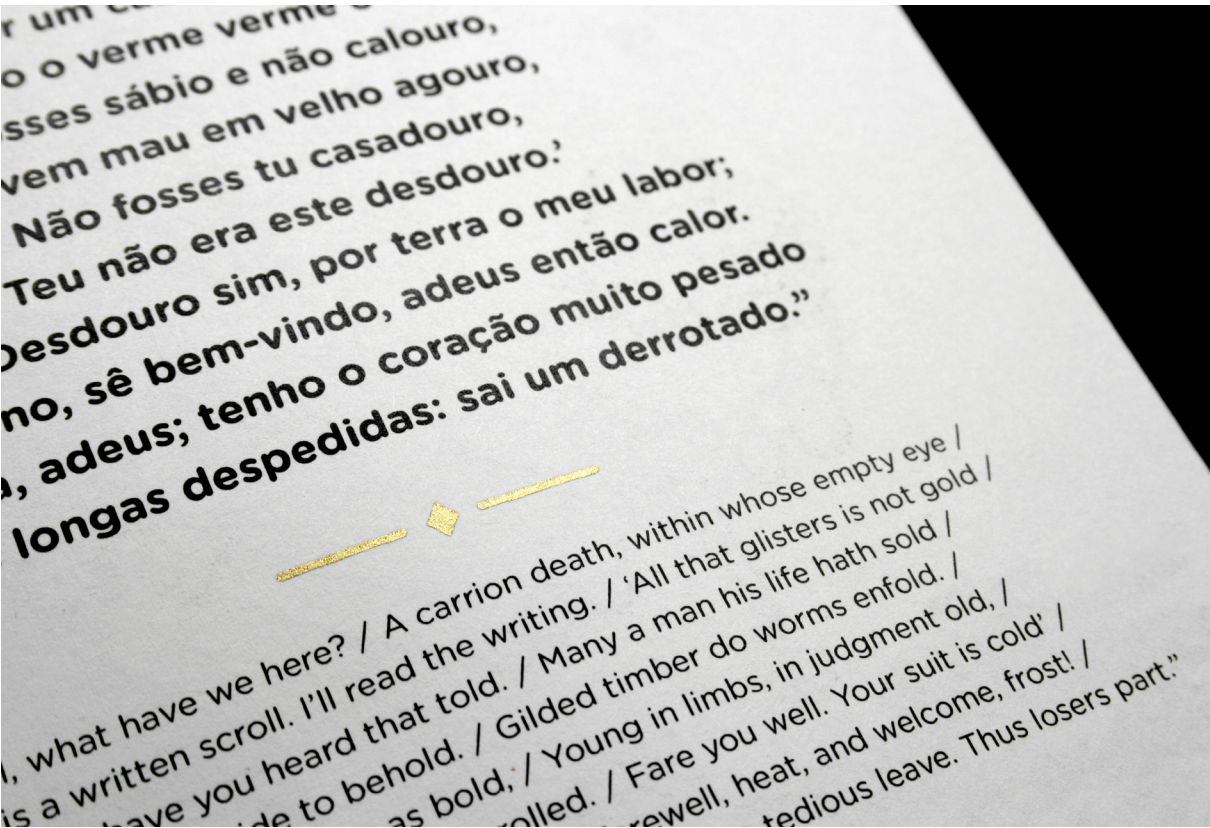 um
o o verme verme
sses sábio e não calouro,
vem mau em velho agouro,
Não fosses tu casadouro,
Teu não era este desdouro.’
Desdouro sim, por terra o meu labor;
no, sê bem-vindo, adeus então calor.
adeus; tenho o coração muito pesado
longas despedidas: sai um derrotado.”
what have we here? / A carrion death, within whose empty eye /
is a written scroll. I’ll read the writing. / ‘All that glisters is not gold /
have you heard that told. / Many a man his life hath sold /
ide to behold. / Gilded timber do worms enfold. /
as bold, / Young in limbs, in judgment old, /
rolled. / Fare you well. Your suit is cold’ /
rewell, heat, and welcome, frost! /
tedious leave. Thus losers part.”